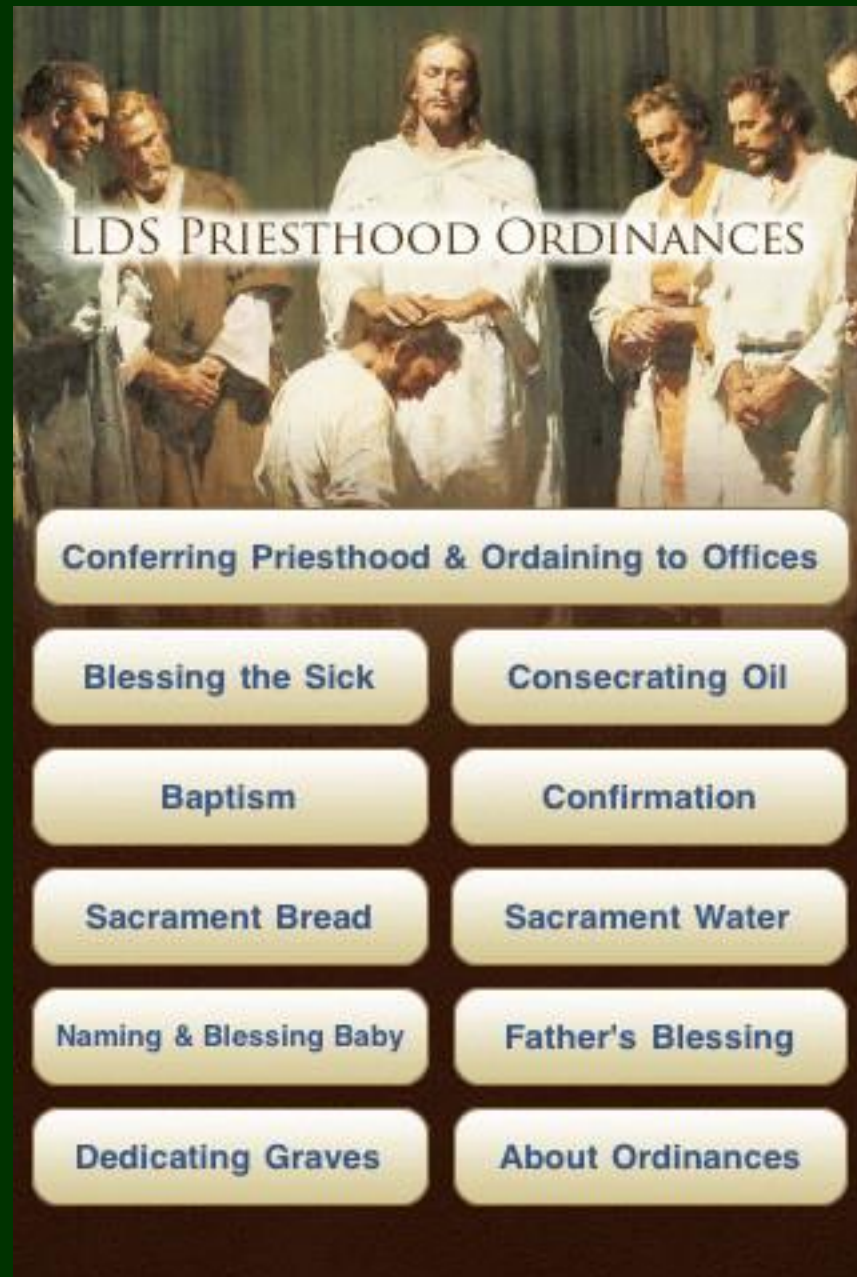 LDS PRIESTHOOD ORDINANCES
Conferring Priesthood & Ordaining to Offices
Blessing the Sick
Consecrating Oil
Baptism
Confirmation
Sacrament Bread
Sacrament Water
Naming & Blessing Baby
Father's Blessing
Dedicating Graves
About Ordinances